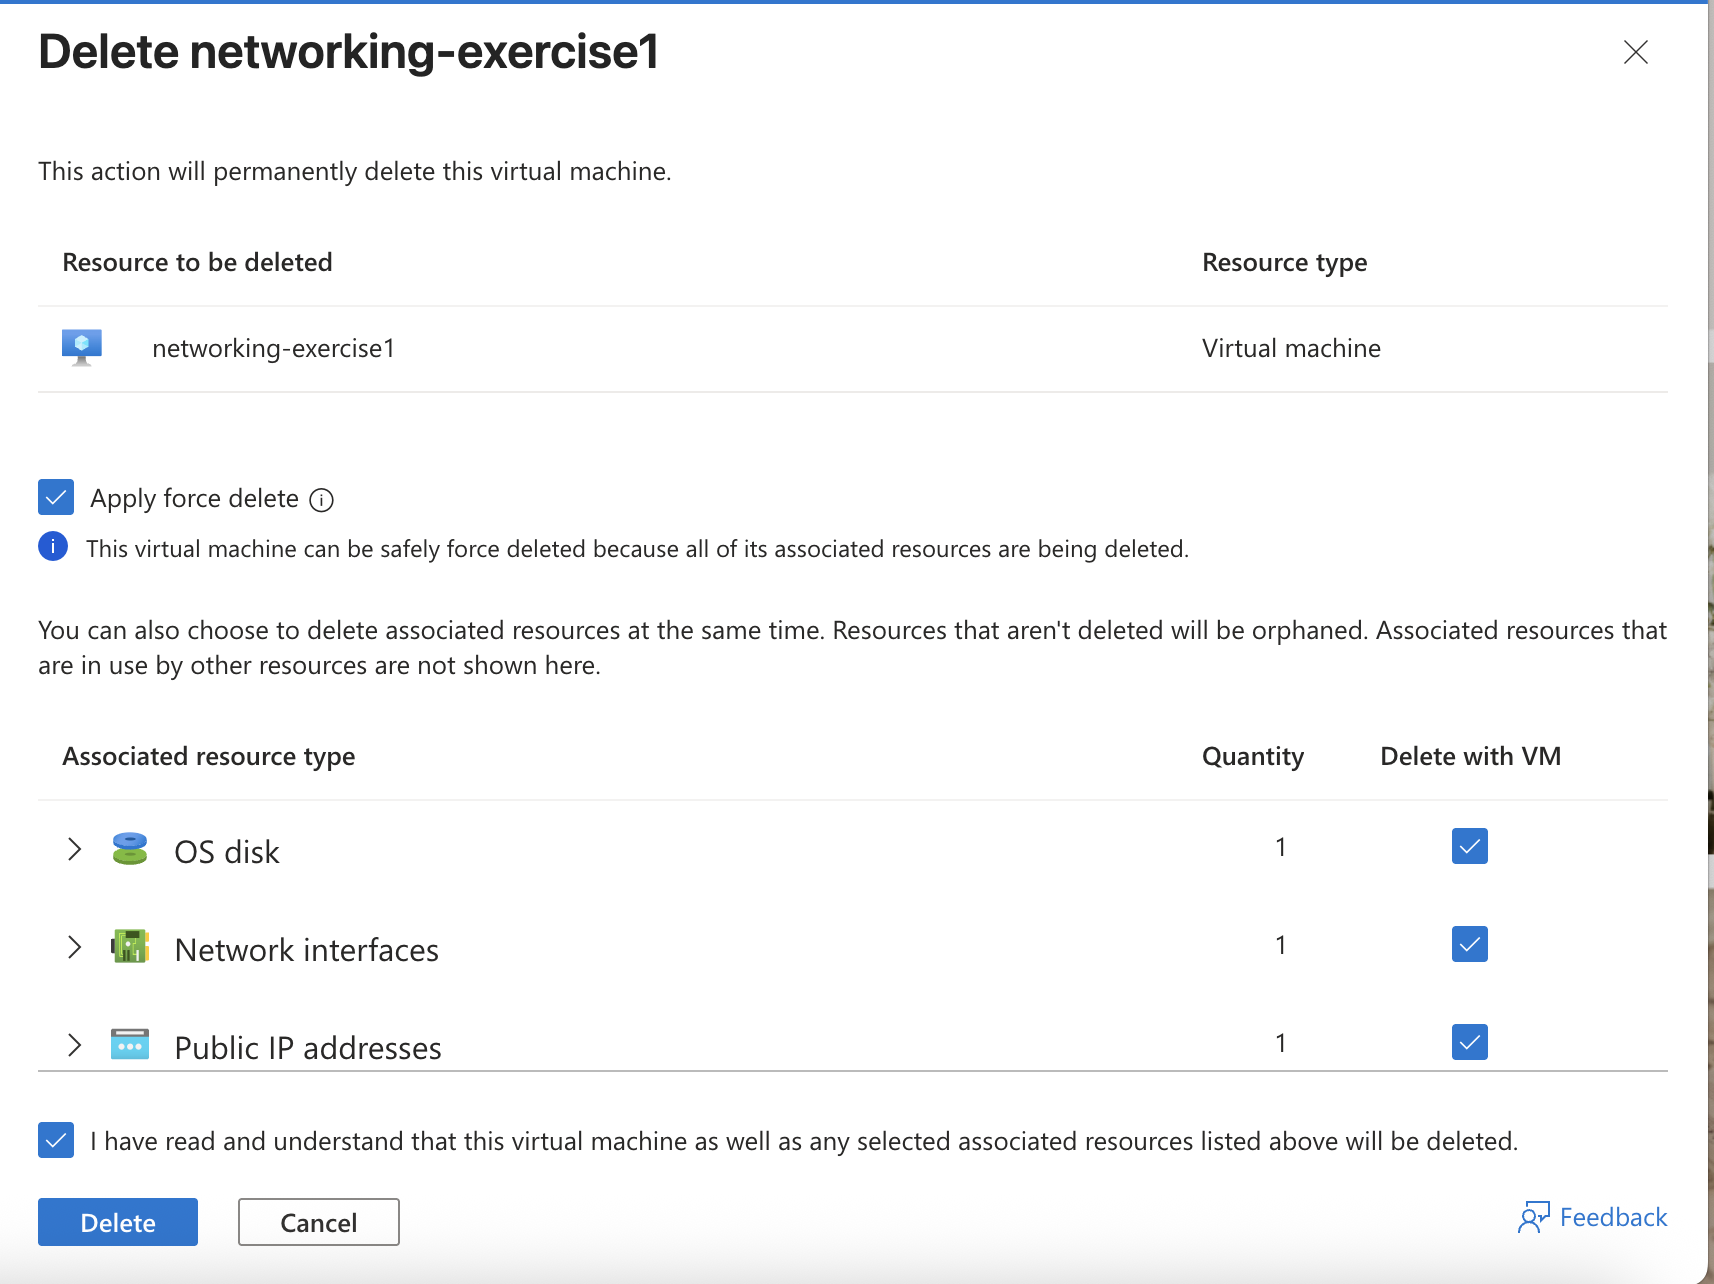 Delete networking-exercise1
This action will permanently delete this virtual machine.
Resource to be deleted Resource type
networking-exercise1 Virtual machine
Apply force delete
This virtual machine can be safely force deleted because all of its associated resources are being deleted.
You can also choose to delete associated resources at the same time. Resources that aren't deleted will be orphaned. Associated resources that
are in use by other resources are not shown here.
Associated resource type Quantity Delete with VM
OS disk 1
Network interfaces 1
Public IP addresses 1
I have read and understand that this virtual machine as well as any selected associated resources listed above will be deleted.
Delete Cancel Feedback